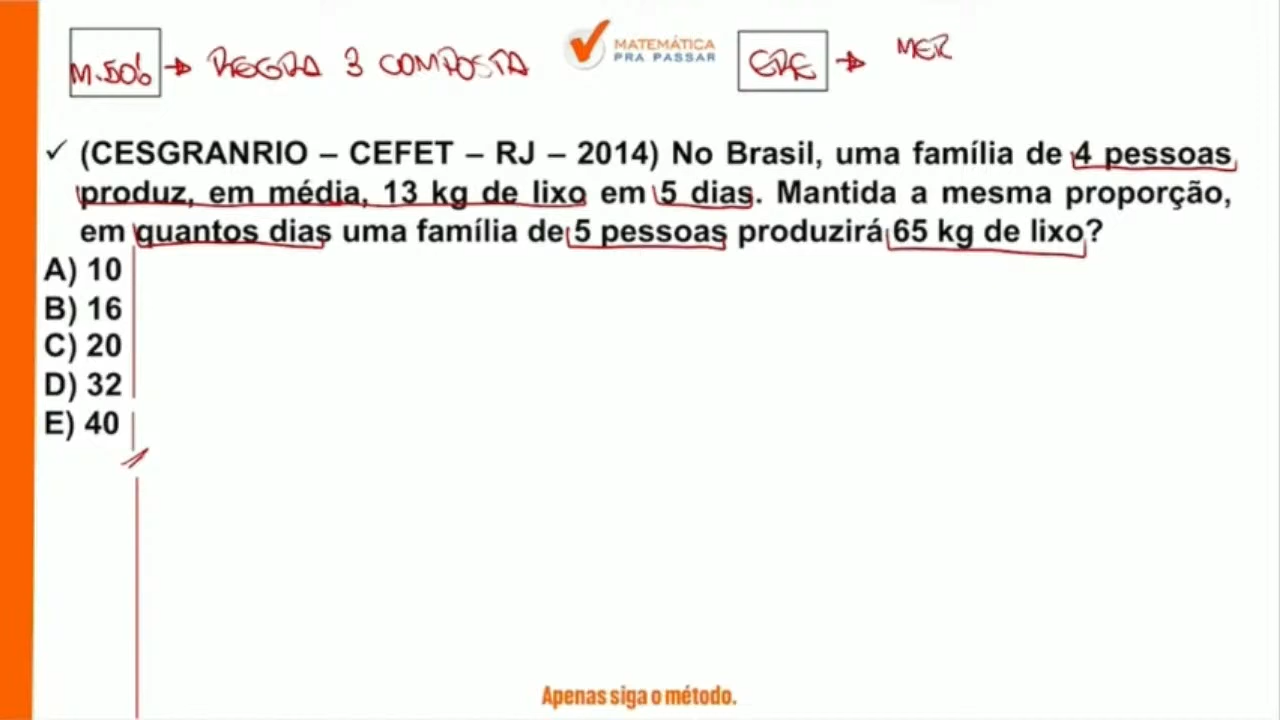 M.506 → REGRA 3 COMPOSTA
MATEMÁTICA
PRA PASSAR
→ MER
✓ (CESGRANRIO – CEFET – RJ – 2014) No Brasil, uma família de 4 pessoas
produz, em média, 13 kg de lixo em 5 dias. Mantida a mesma proporção,
em quantos dias uma família de 5 pessoas produzirá 65 kg de lixo?
A) 10
B) 16
C) 20
D) 32
E) 40
Apenas siga o método.